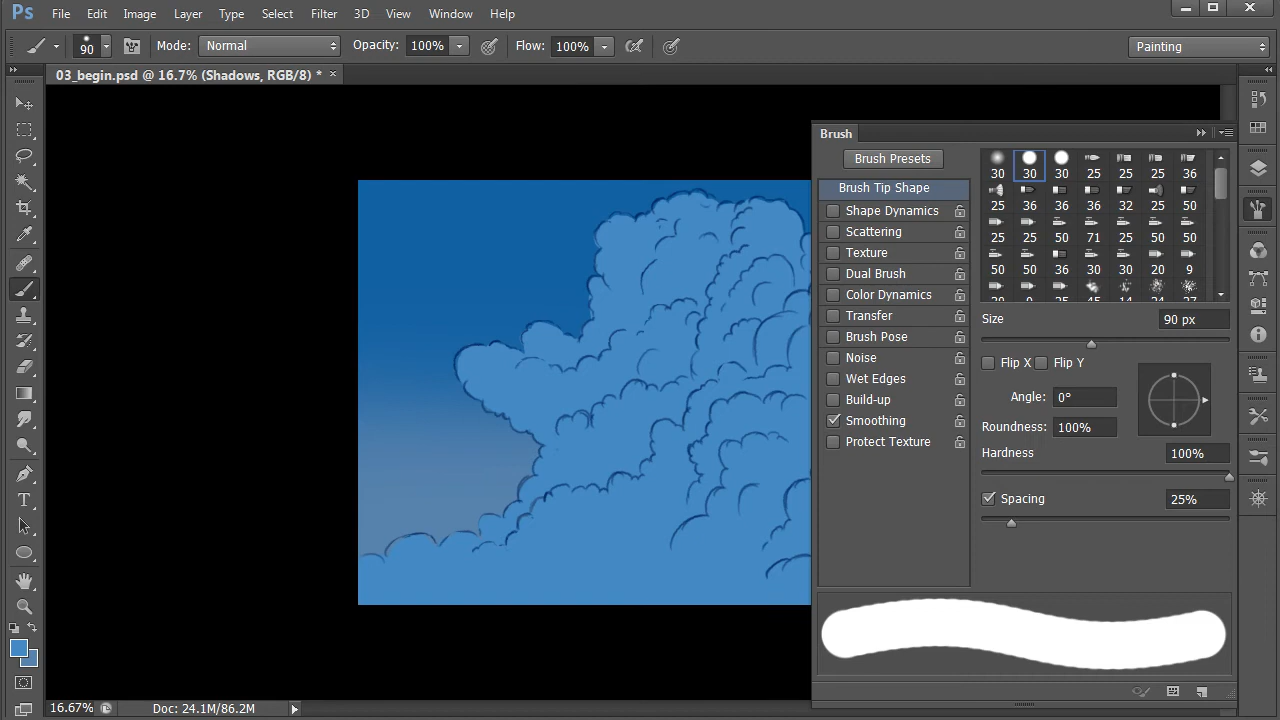 Ps File Edit Image Layer Type Select Filter 3D View Window Help
90 Mode: Normal Opacity: 100% Flow: 100% Painting
03_begin.psd @ 16.7% (Shadows, RGB/8) * ×
Brush
Brush Presets
30 30 30 25 25 25 36
Brush Tip Shape
25 36 36 36 32 25 50
Shape Dynamics
Scattering
25 25 50 71 25 50 50
Texture
50 50 36 30 30 20 9
Dual Brush
Color Dynamics
Transfer
Size 90 px
Brush Pose
Noise
Flip X Flip Y
Wet Edges
Angle: 0°
Build-up
Smoothing
Roundness: 100%
Protect Texture
Hardness 100%
Spacing 25%
16.67% Doc: 24.1M/86.2M